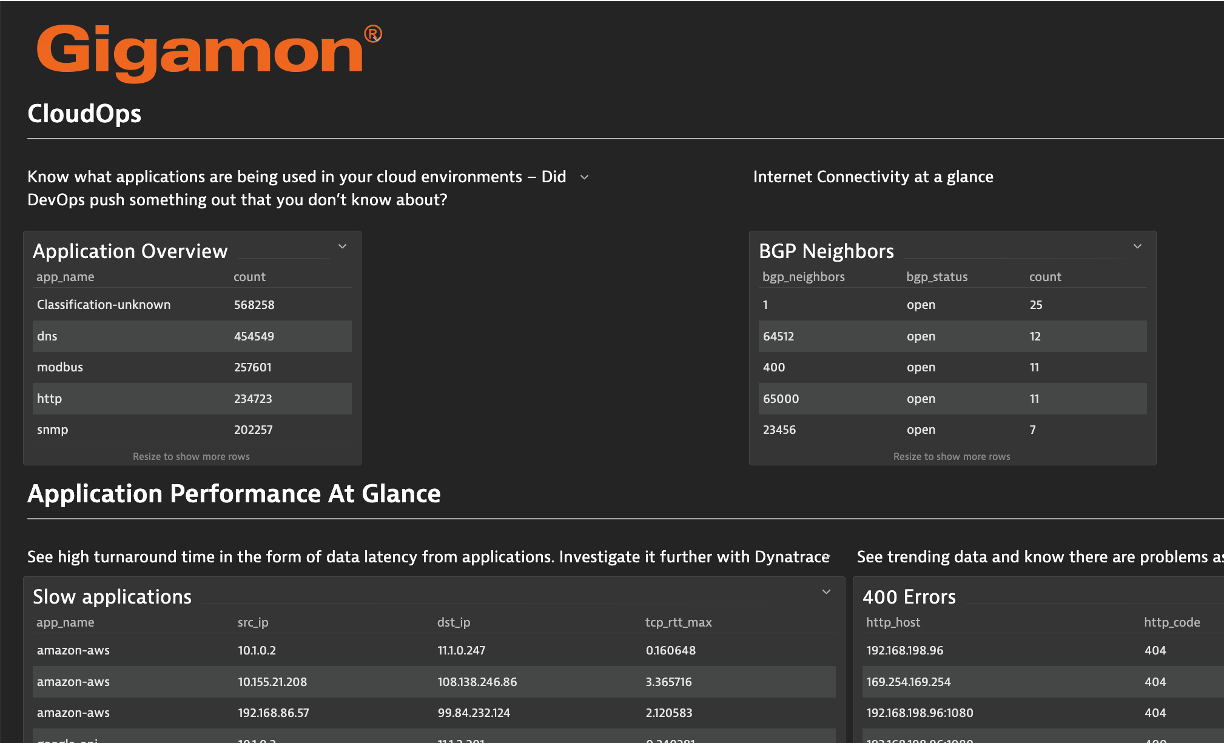 Gigamon®
CloudOps
Know what applications are being used in your cloud environments – Did
DevOps push something out that you don't know about?
Internet Connectivity at a glance
Application Overview
app_name count
Classification-unknown 568258
dns 454549
modbus 257601
http 234723
snmp 202257
Resize to show more rows
BGP Neighbors
bgp_neighbors bgp_status count
1 open 25
64512 open 12
400 open 11
65000 open 11
23456 open 7
Resize to show more rows
Application Performance At Glance
See high turnaround time in the form of data latency from applications. Investigate it further with Dynatrace
See trending data and know there are problems as
Slow applications
app_name src_ip dst_ip tcp_rtt_max
amazon-aws 10.1.0.2 11.1.0.247 0.160648
amazon-aws 10.155.21.208 108.138.246.86 3.365716
amazon-aws 192.168.86.57 99.84.232.124 2.120583
400 Errors
http_host http_code
192.168.198.96 404
169.254.169.254 404
192.168.198.96:1080 404